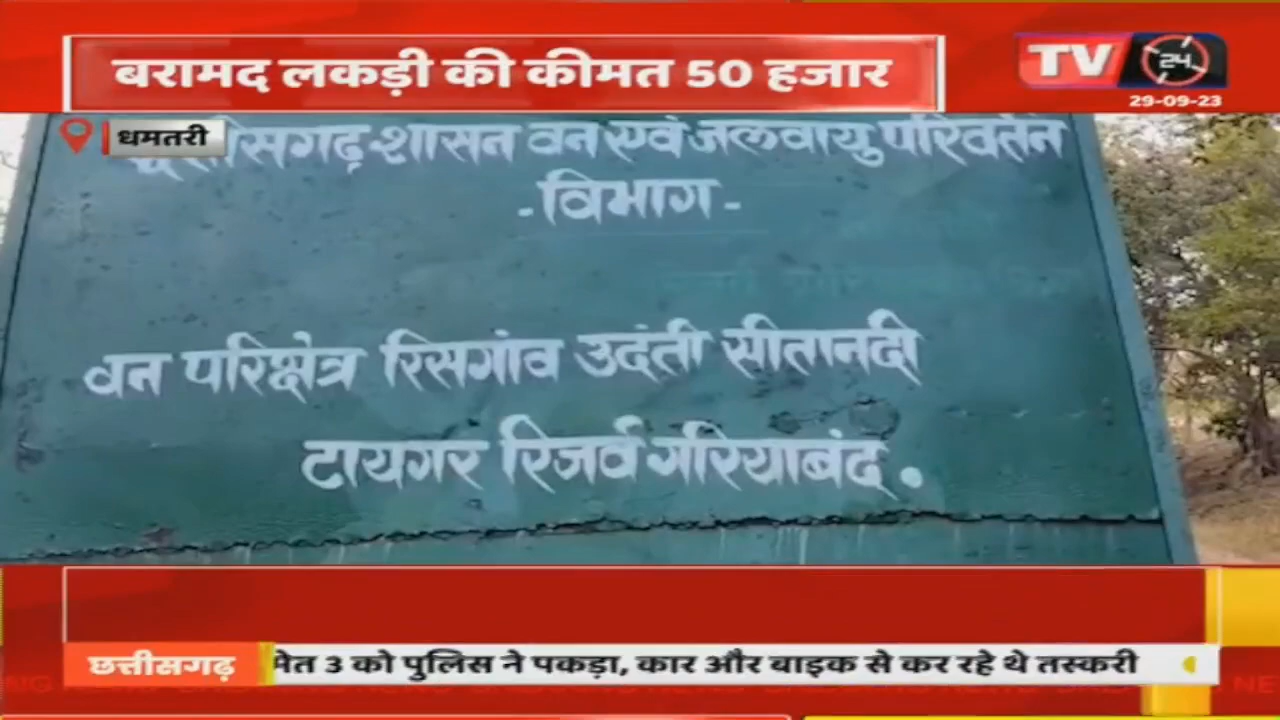 बरामद लकड़ी की कीमत 50 हजार
TV 24
29-09-23
धमतरी
शासन वन एवं जलवायु परिवर्तन
-विभाग-
वन परिक्षेत्र रिसगांव उदंती सीतानदी
टायगर रिजर्व गरियाबंद.
छत्तीसगढ़
3 को पुलिस ने पकड़ा, कार और बाइक से कर रहे थे तस्करी